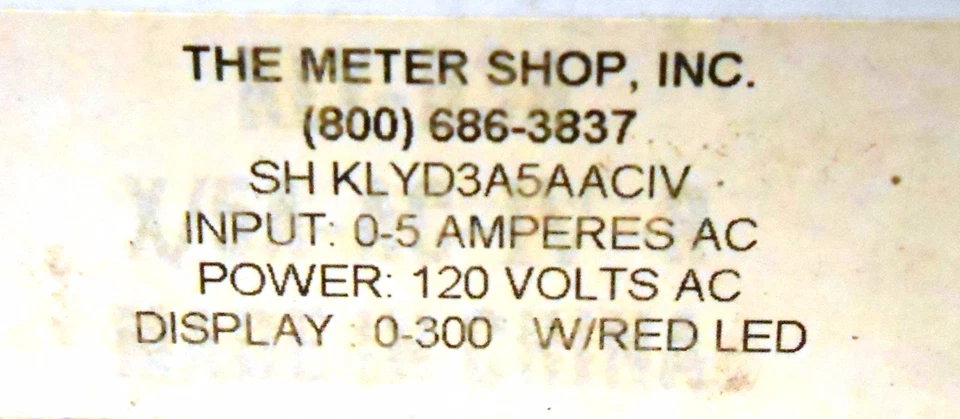 THE METER SHOP, INC.
(800) 686-3837
SH KLYD3A5AACIV
INPUT: 0-5 AMPERES AC
POWER: 120 VOLTS AC
DISPLAY : 0-300 W/RED LED